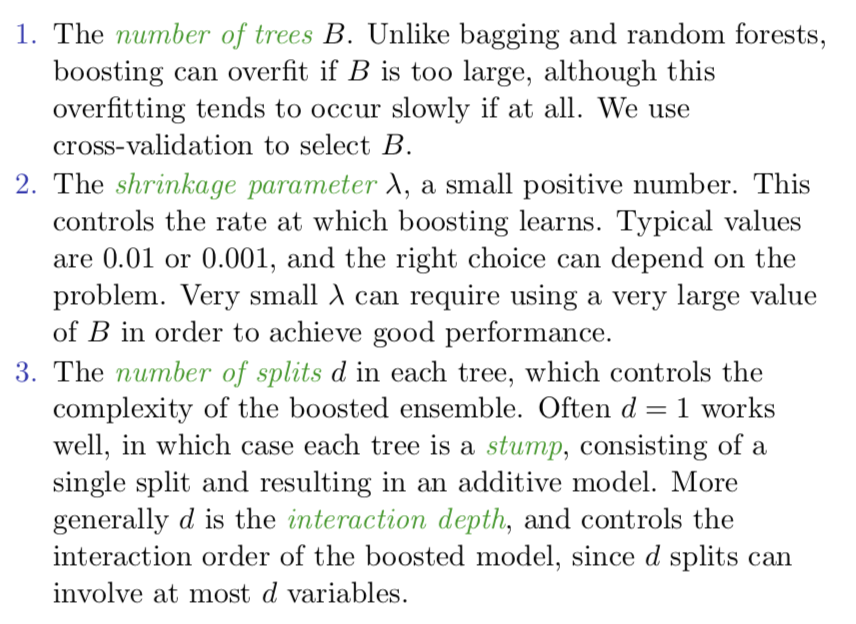 1. The number of trees B. Unlike bagging and random forests,
boosting can overfit if B is too large, although this
overfitting tends to occur slowly if at all. We use
cross-validation to select B.
2. The shrinkage parameter λ, a small positive number. This
controls the rate at which boosting learns. Typical values
are 0.01 or 0.001, and the right choice can depend on the
problem. Very small λ can require using a very large value
of B in order to achieve good performance.
3. The number of splits d in each tree, which controls the
complexity of the boosted ensemble. Often d = 1 works
well, in which case each tree is a stump, consisting of a
single split and resulting in an additive model. More
generally d is the interaction depth, and controls the
interaction order of the boosted model, since d splits can
involve at most d variables.